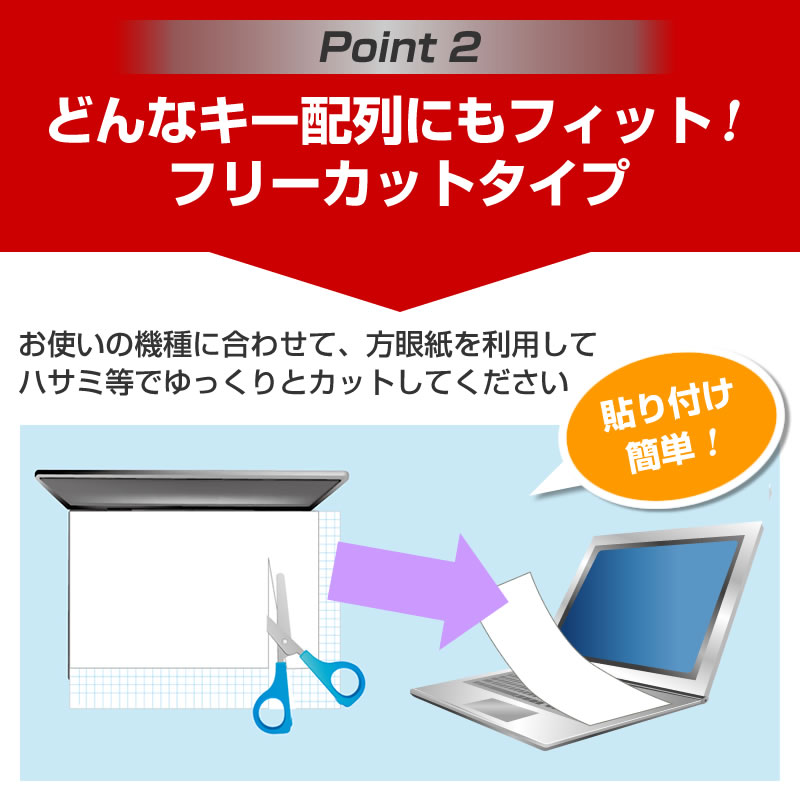 Point 2
どんなキー配列にもフィット!
フリーカットタイプ
お使いの機種に合わせて、方眼紙を利用して
ハサミ等でゆっくりとカットしてください
貼り付け
簡単!